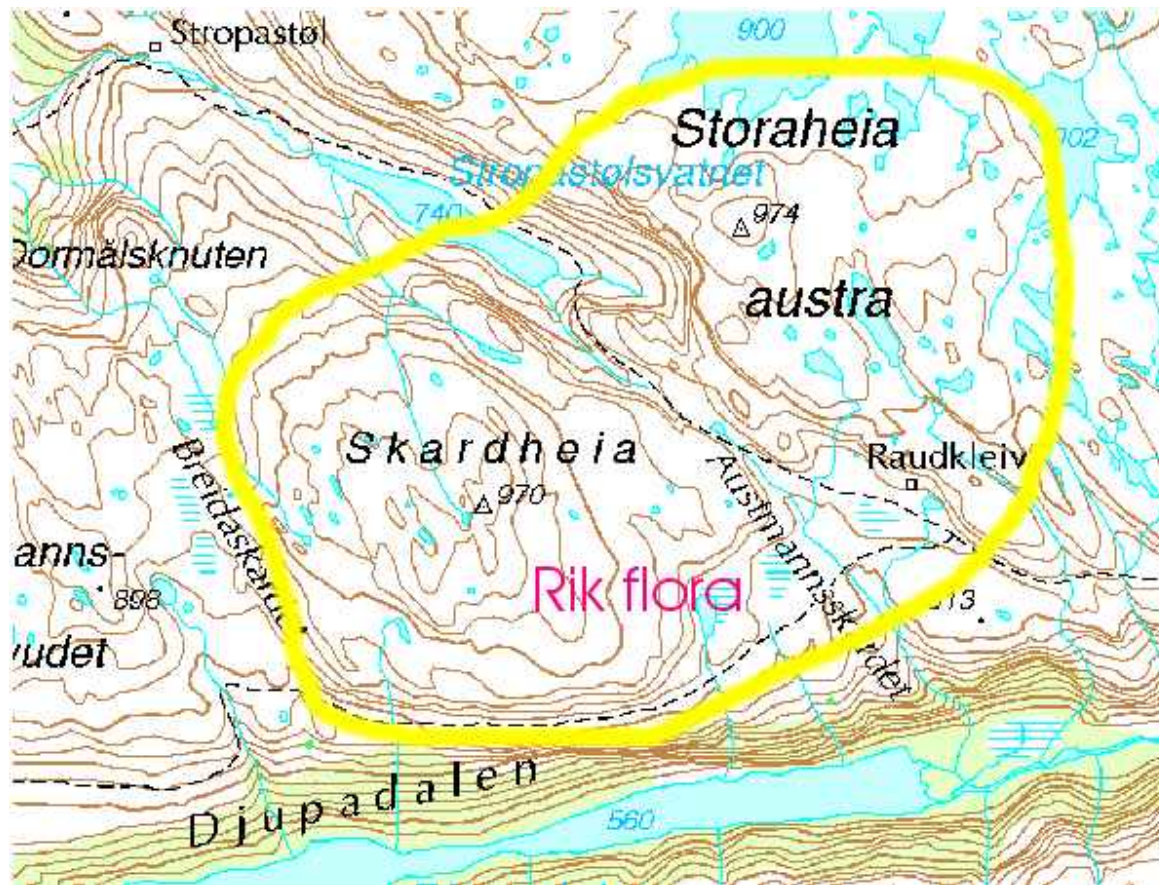 Stropastøl
900
Storaheia
902
Stropastølsvatnet
740
974
Dormålsknuten
austra
Skardheia
Raudkleiv
970
Breidaskardet
Austmannsskardet
anns-
Rik flora
898
913
vudet
Djupadalen
560